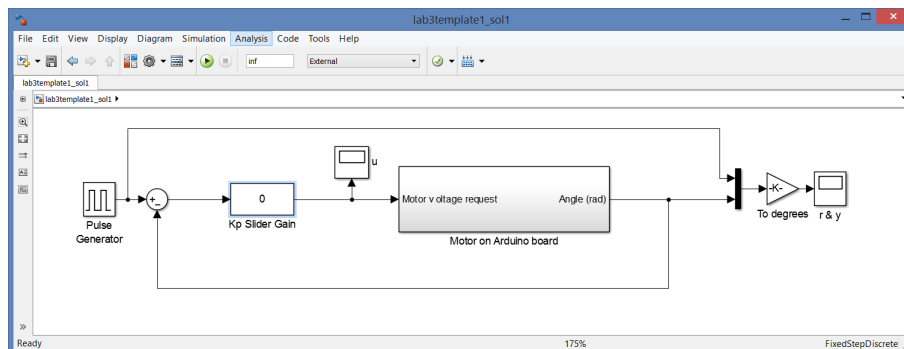 lab3template1_sol1
File Edit View Display Diagram Simulation Analysis Code Tools Help
inf External
lab3template1_sol1
lab3template1_sol1
u
+
-
0
Motor v oltage request Angle (rad)
-K-
Pulse
Generator
Kp Slider Gain
Motor on Arduino board
To degrees
r & y
Ready 175% FixedStepDiscrete